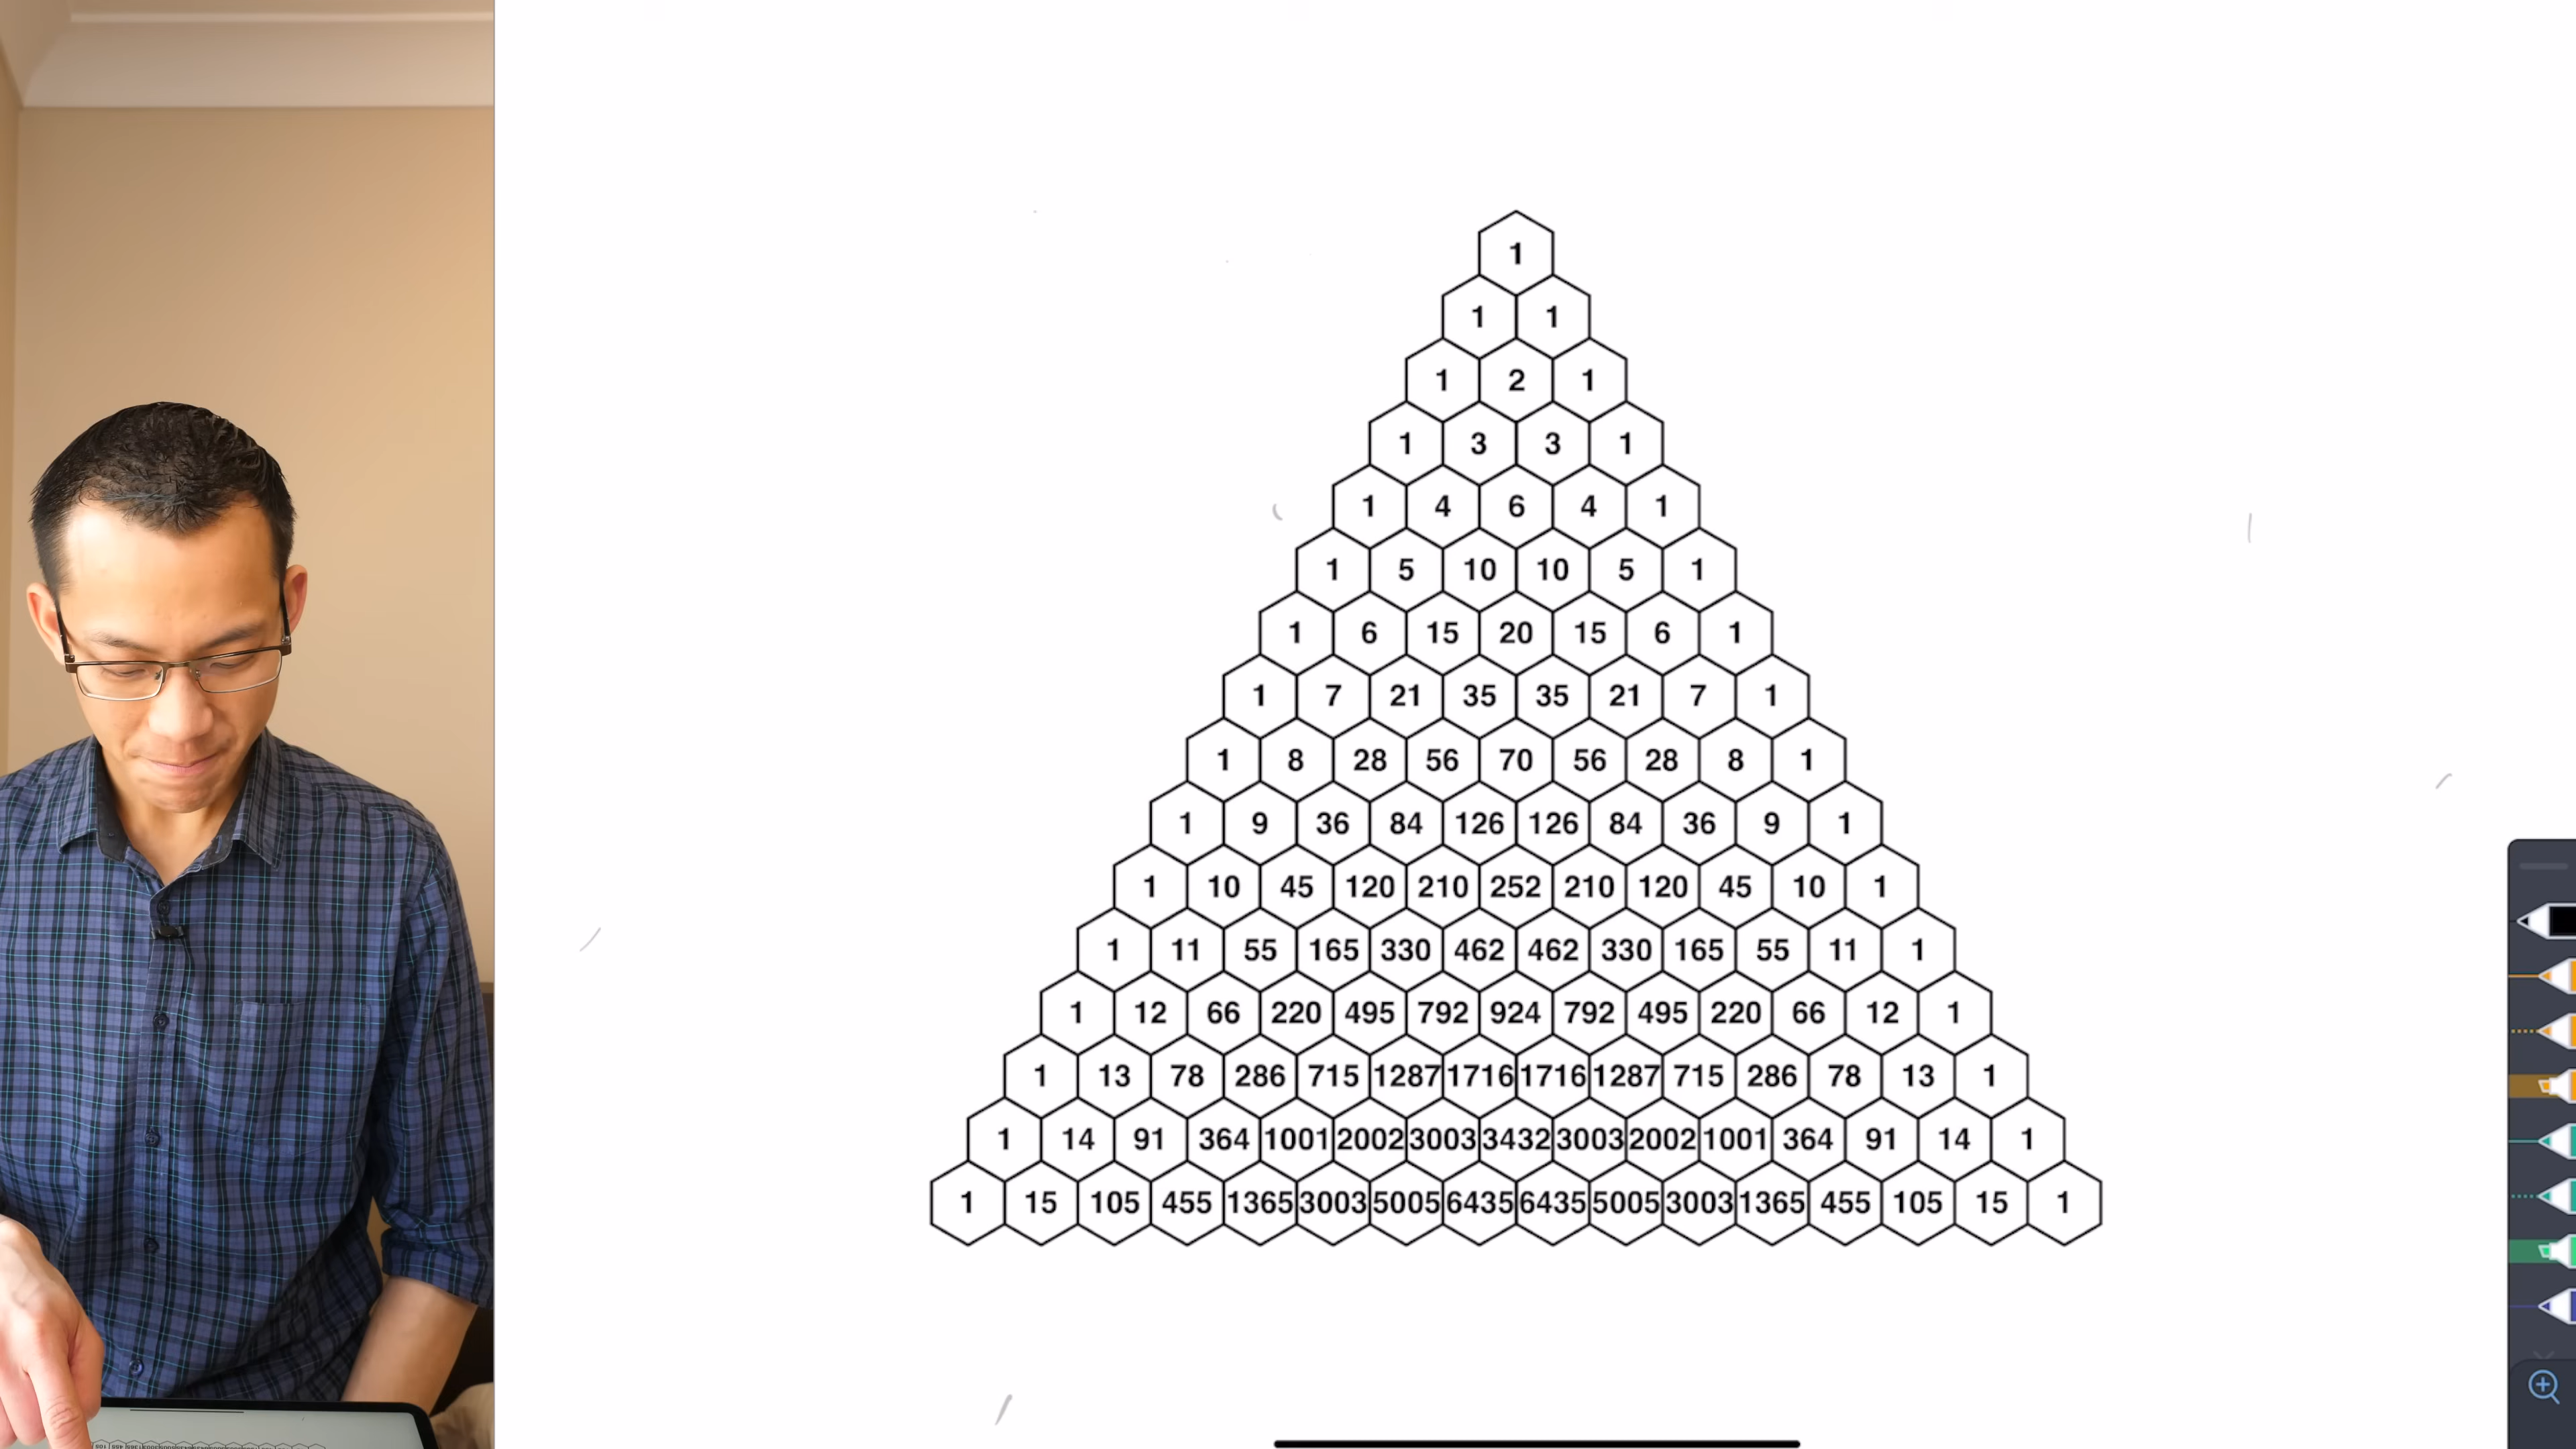 1
1 1
1 2 1
1 3 3 1
1 4 6 4 1
1 5 10 10 5 1
1 6 15 20 15 6 1
1 7 21 35 35 21 7 1
1 8 28 56 70 56 28 8 1
1 9 36 84 126 126 84 36 9 1
1 10 45 120 210 252 210 120 45 10 1
1 11 55 165 330 462 462 330 165 55 11 1
1 12 66 220 495 792 924 792 495 220 66 12 1
1 13 78 286 715 1287 1716 1716 1287 715 286 78 13 1
1 14 91 364 1001 2002 3003 3432 3003 2002 1001 364 91 14 1
1 15 105 455 1365 3003 5005 6435 6435 5005 3003 1365 455 105 15 1